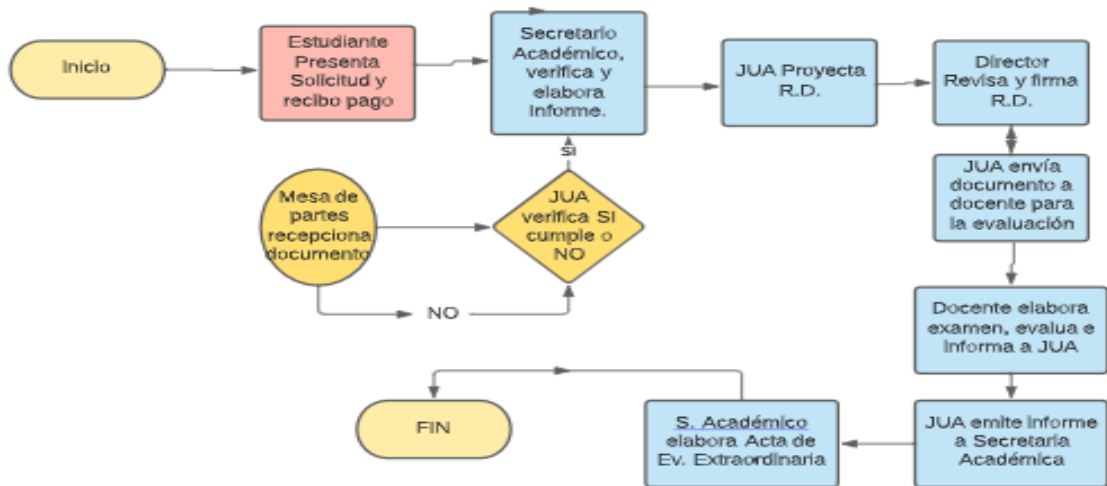 Inicio
Estudiante
Presenta
Solicitud y
recibo pago
Secretario
Académico,
verifica y
elabora
Informe.
JUA Proyecta
R.D.
Director
Revisa y firma
R.D.
SI
Mesa de
partes
recepciona
documento
JUA
verifica SI
cumple o
NO
JUA envía
documento a
docente para
la evaluación
NO
Docente elabora
examen, evalua e
Informa a JUA
FIN
S. Académico
elabora Acta de
Ev. Extraordinaria
JUA emite Informe
a Secretaría
Académica